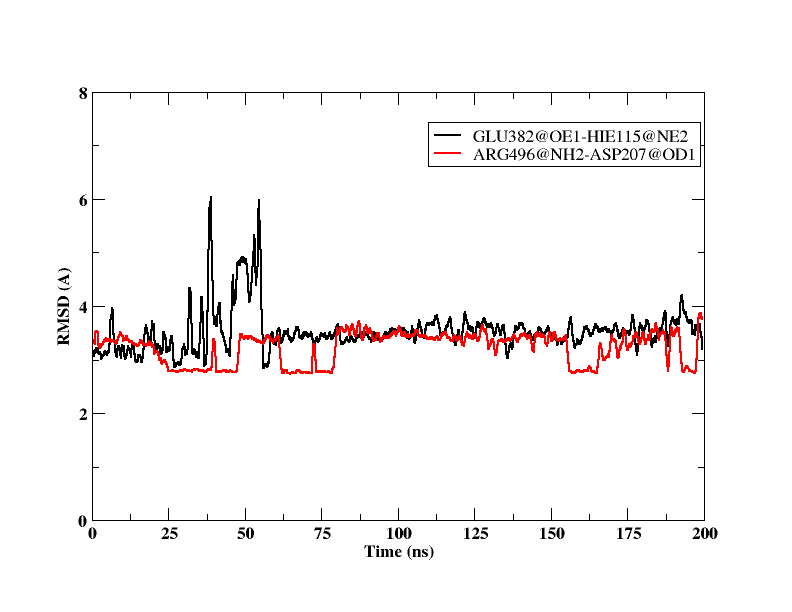 8
GLU382@OE1-HIE115@NE2
ARG496@NH2-ASP207@OD1
6
RMSD (A)
4
2
0
0 25 50 75 100 125 150 175 200
Time (ns)